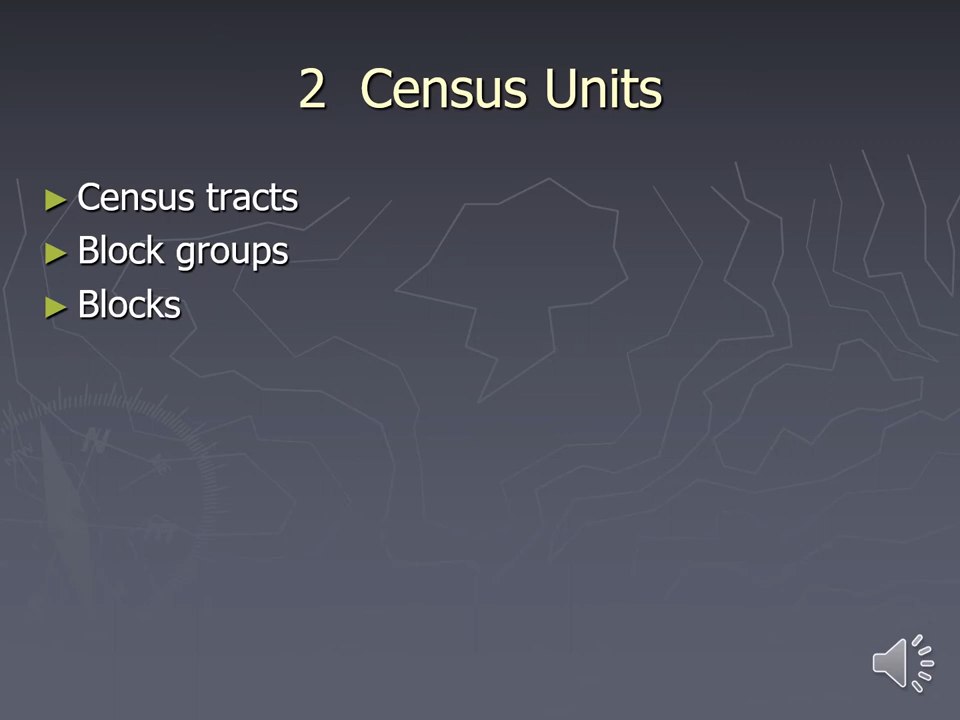 2 Census Units
► Census tracts
► Block groups
► Blocks
N
E